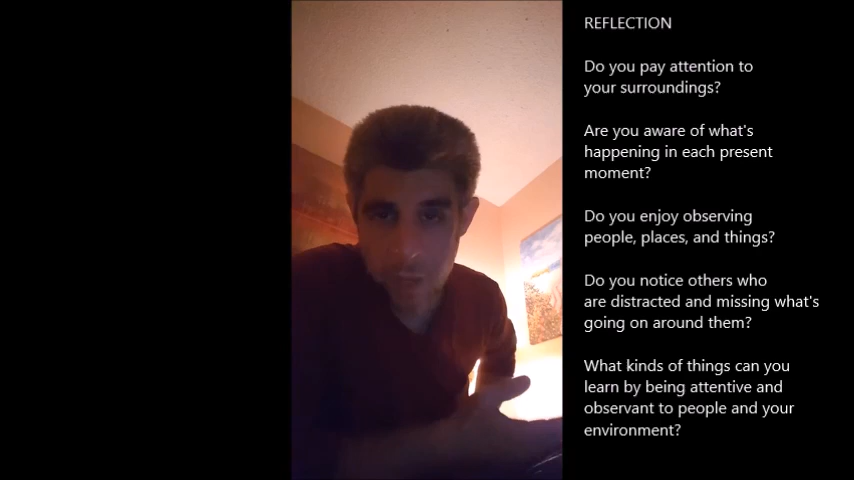 REFLECTION
Do you pay attention to
your surroundings?
Are you aware of what's
happening in each present
moment?
Do you enjoy observing
people, places, and things?
Do you notice others who
are distracted and missing what's
going on around them?
What kinds of things can you
learn by being attentive and
observant to people and your
environment?